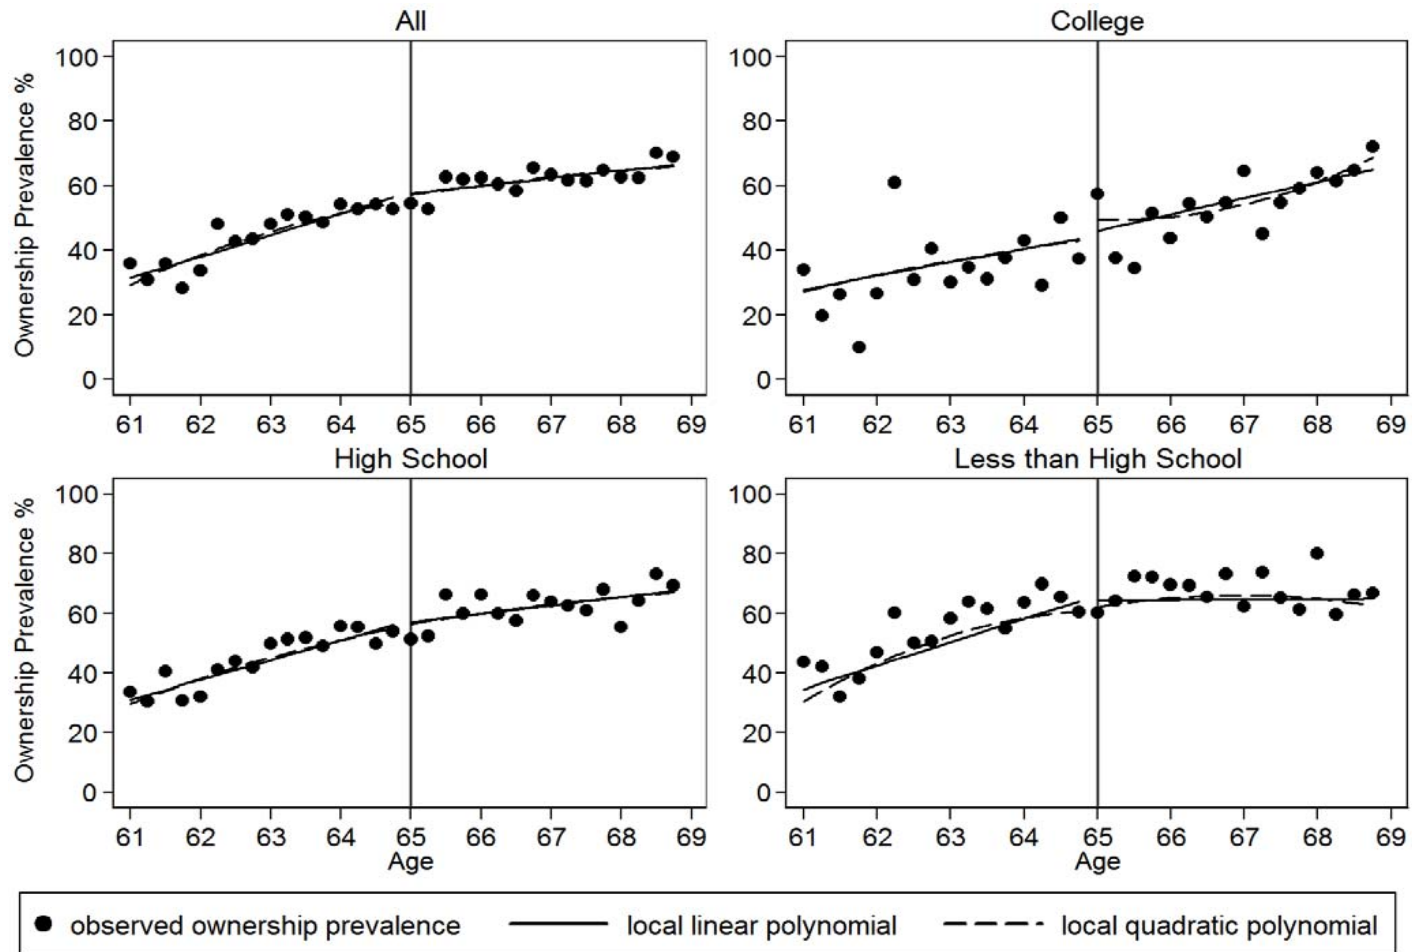 All
Ownership Prevalence %
100
80
60
40
20
0
61 62 63 64 65 66 67 68 69
College
100
80
60
40
20
0
61 62 63 64 65 66 67 68 69
High School
Ownership Prevalence %
100
80
60
40
20
0
61 62 63 64 65 66 67 68 69
Age
Less than High School
100
80
60
40
20
0
61 62 63 64 65 66 67 68 69
Age
observed ownership prevalence
local linear polynomial
local quadratic polynomial